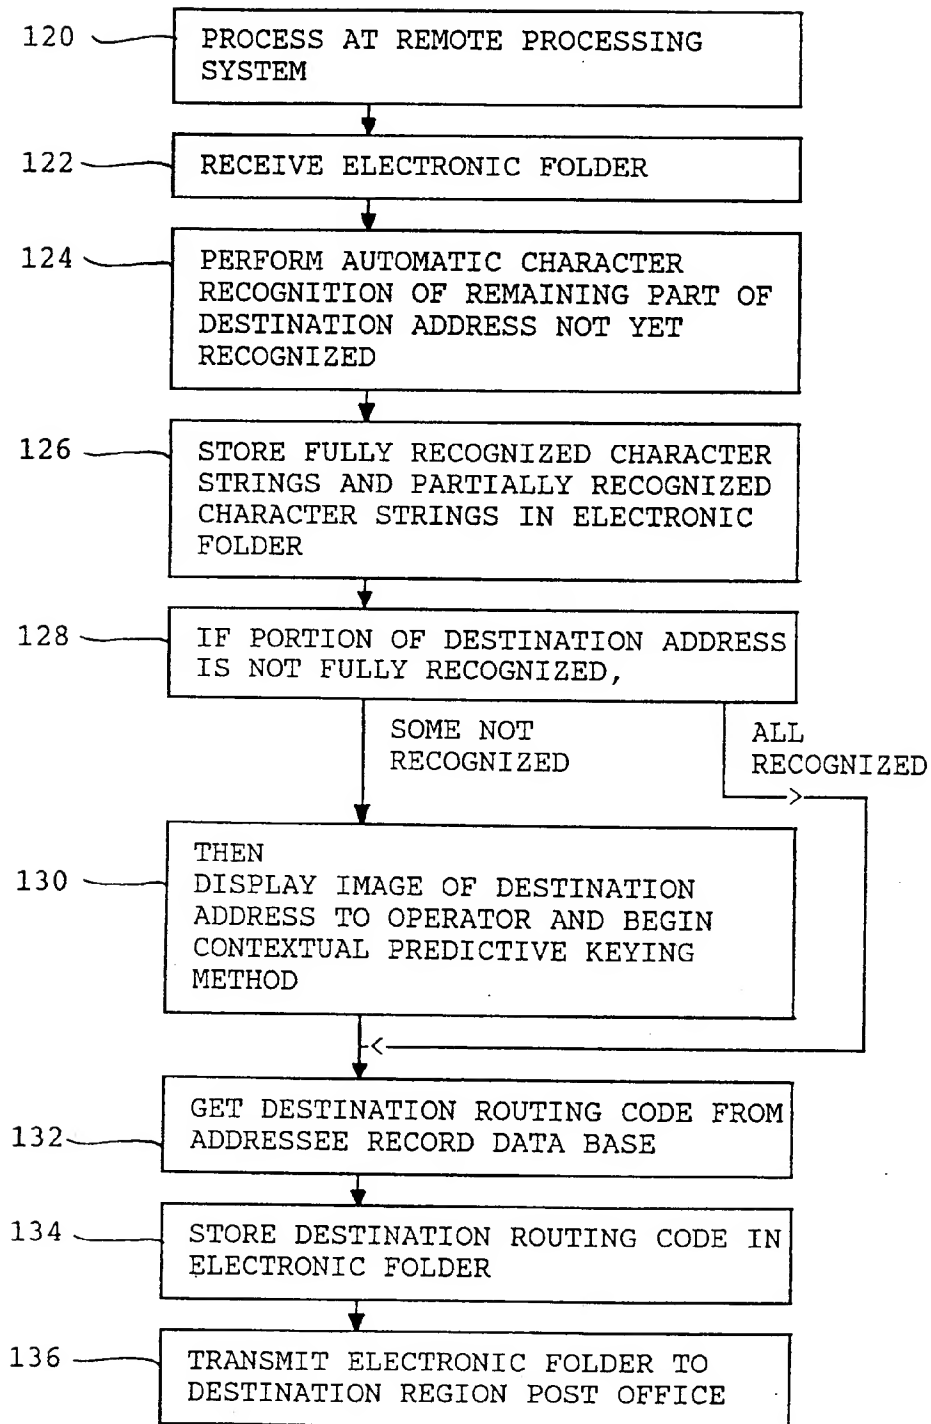 120
PROCESS AT REMOTE PROCESSING
SYSTEM
122
RECEIVE ELECTRONIC FOLDER
124
PERFORM AUTOMATIC CHARACTER
RECOGNITION OF REMAINING PART OF
DESTINATION ADDRESS NOT YET
RECOGNIZED
126
STORE FULLY RECOGNIZED CHARACTER
STRINGS AND PARTIALLY RECOGNIZED
CHARACTER STRINGS IN ELECTRONIC
FOLDER
128
IF PORTION OF DESTINATION ADDRESS
IS NOT FULLY RECOGNIZED,
SOME NOT
RECOGNIZED
ALL
RECOGNIZED
130
THEN
DISPLAY IMAGE OF DESTINATION
ADDRESS TO OPERATOR AND BEGIN
CONTEXTUAL PREDICTIVE KEYING
METHOD
132
GET DESTINATION ROUTING CODE FROM
ADDRESSEE RECORD DATA BASE
134
STORE DESTINATION ROUTING CODE IN
ELECTRONIC FOLDER
136
TRANSMIT ELECTRONIC FOLDER TO
DESTINATION REGION POST OFFICE